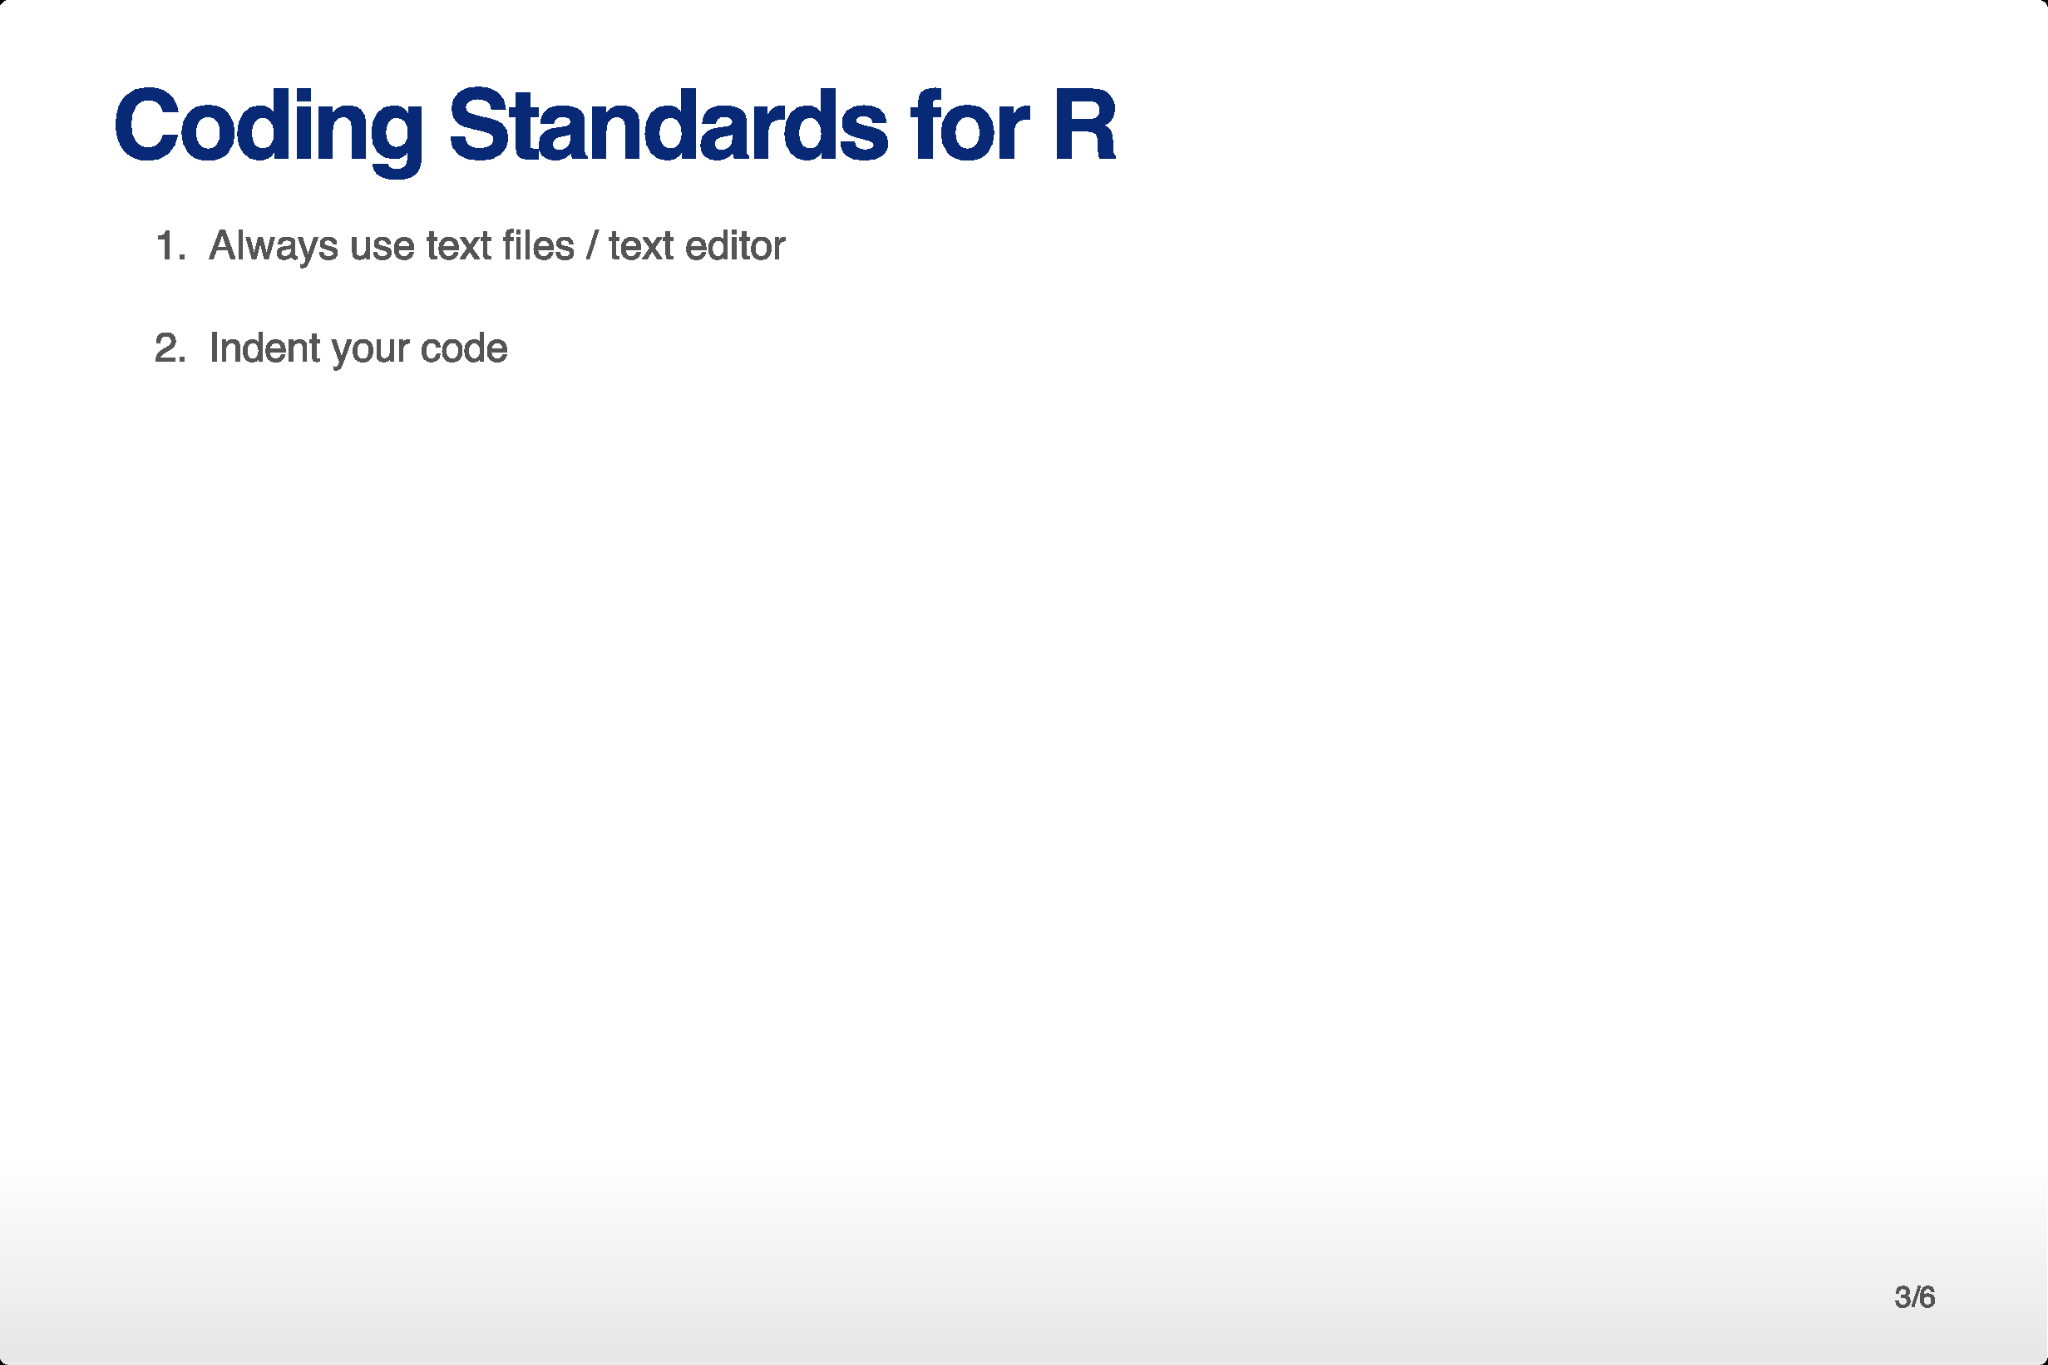 Coding Standards for R
1. Always use text files / text editor
2. Indent your code
3/6